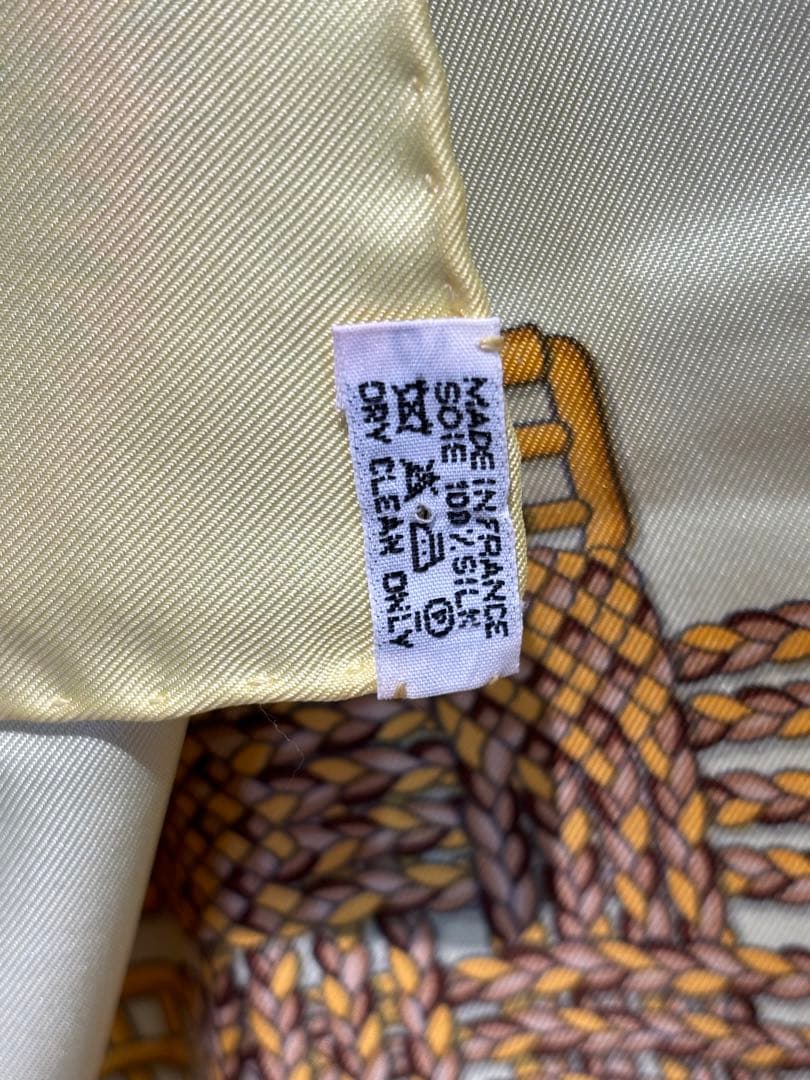 MADE IN FRANCE
SOIE 100 % SILK
P
DRY CLEAN ONLY